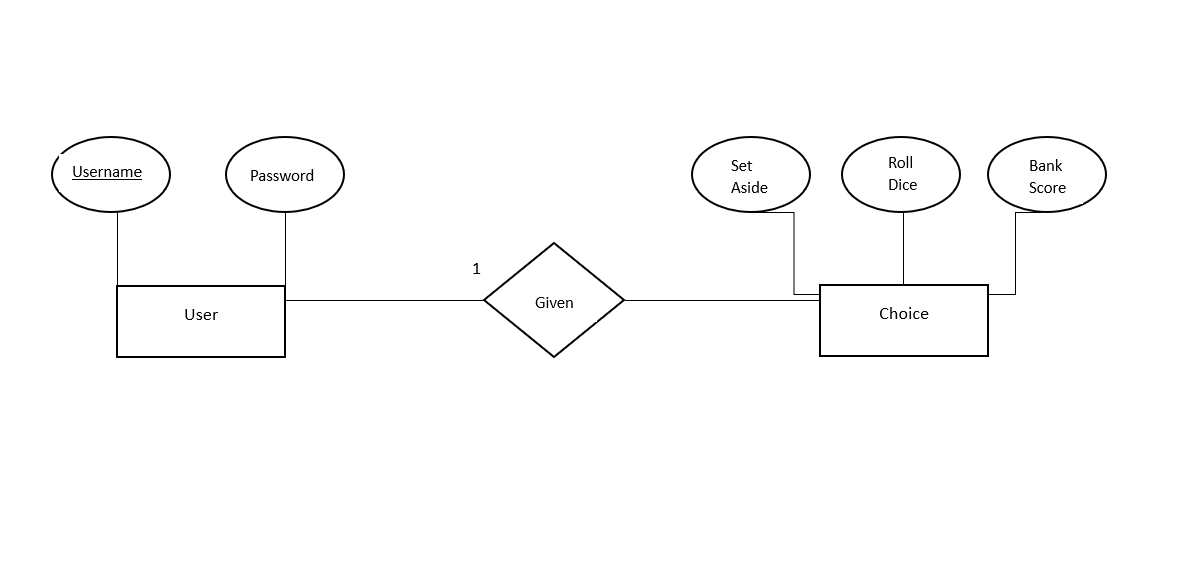 Username
Password
Set
Aside
Roll
Dice
Bank
Score
1
User
Given
Choice